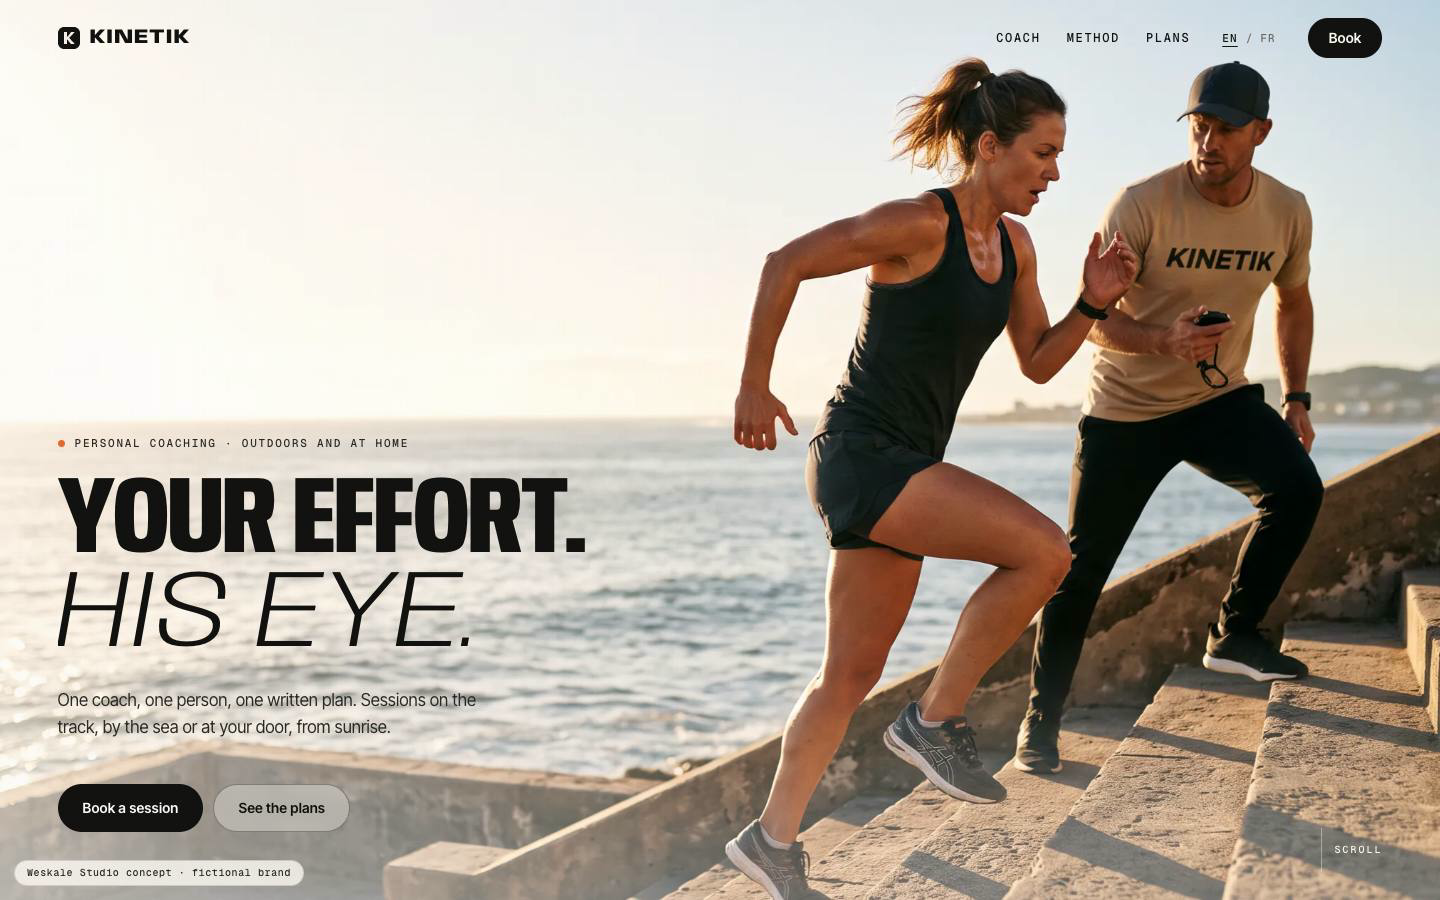 K KINETIK
COACH METHOD PLANS EN / FR Book
KINETIK
PERSONAL COACHING · OUTDOORS AND AT HOME
YOUR EFFORT.
HIS EYE.
One coach, one person, one written plan. Sessions on the
track, by the sea or at your door, from sunrise.
Book a session See the plans
SCROLL
Weskale Studio concept · fictional brand